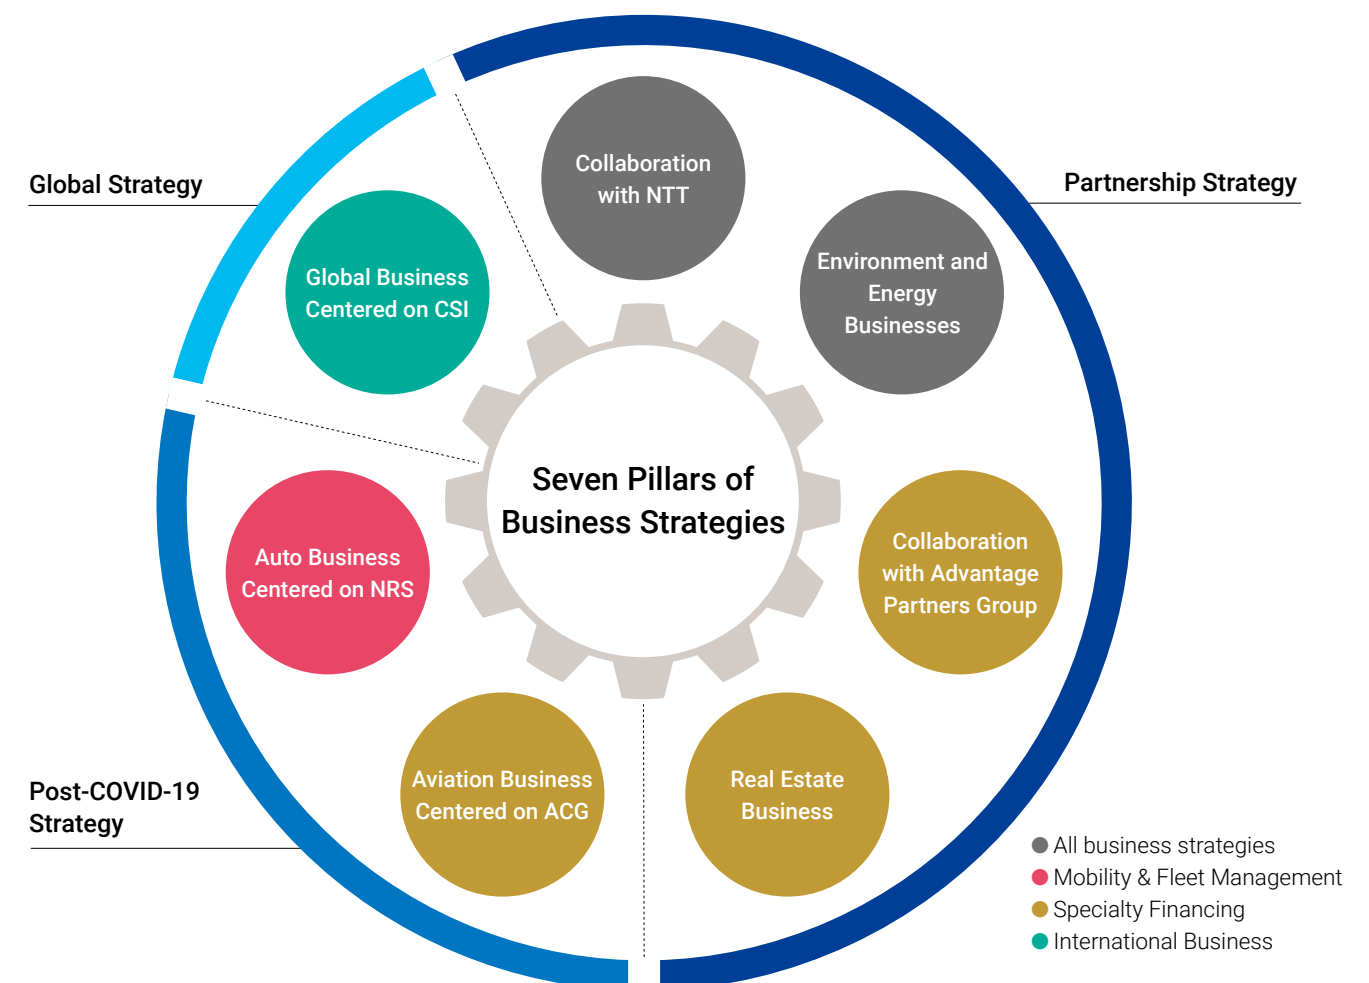 Global Strategy
Partnership Strategy
Collaboration
with NTT
Environment and
Energy
Businesses
Global Business
Centered on CSI
Seven Pillars of
Business Strategies
Collaboration
with Advantage
Partners Group
Auto Business
Centered on NRS
Aviation Business
Centered on ACG
Real Estate
Business
Post-COVID-19
Strategy
All business strategies
Mobility & Fleet Management
Specialty Financing
International Business